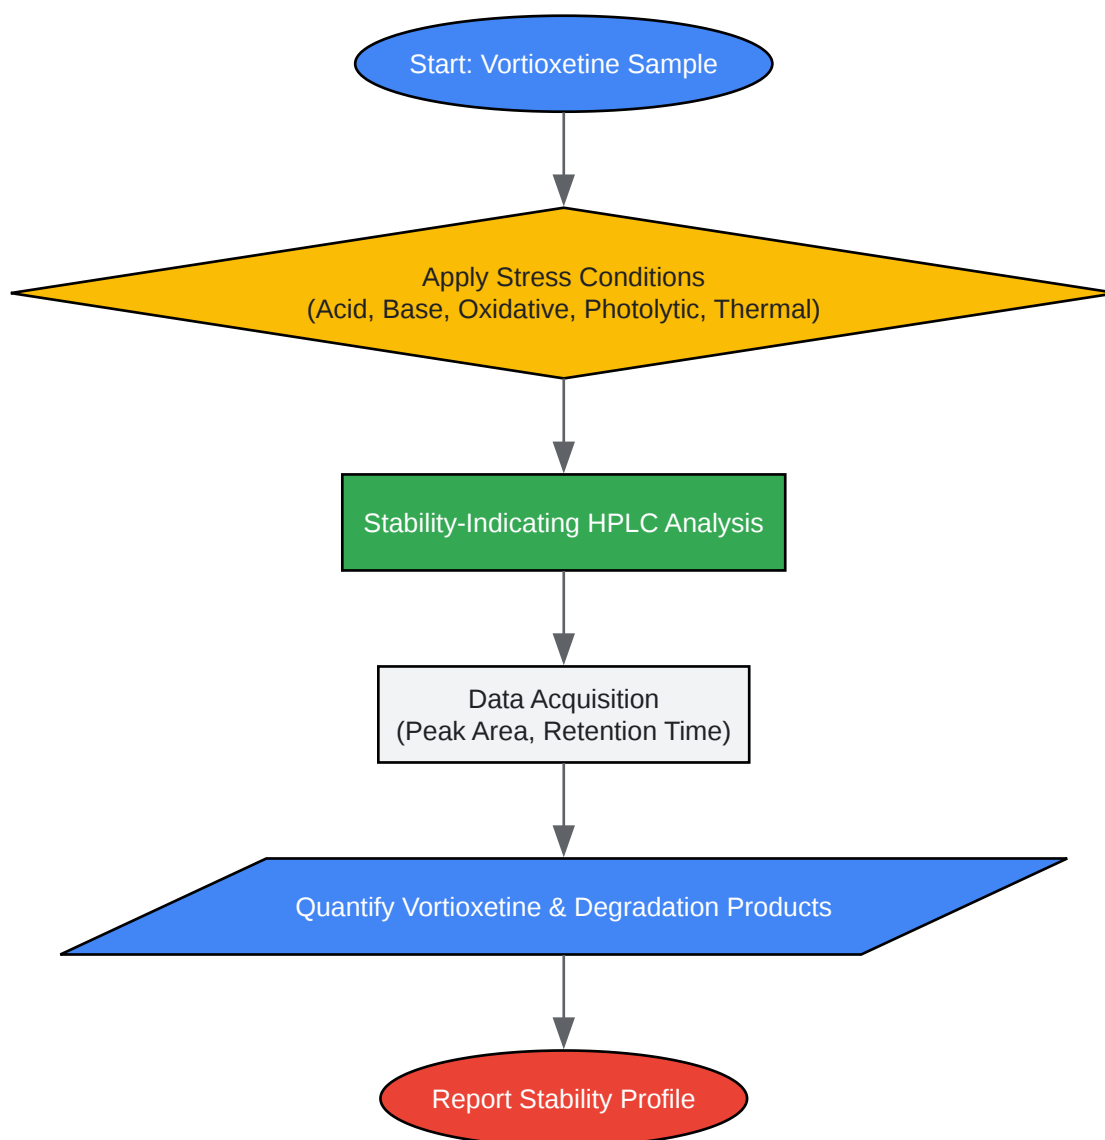 Start: Vortioxetine Sample
Apply Stress Conditions
(Acid, Base, Oxidative, Photolytic, Thermal)
Stability-Indicating HPLC Analysis
Data Acquisition
(Peak Area, Retention Time)
Quantify Vortioxetine & Degradation Products
Report Stability Profile